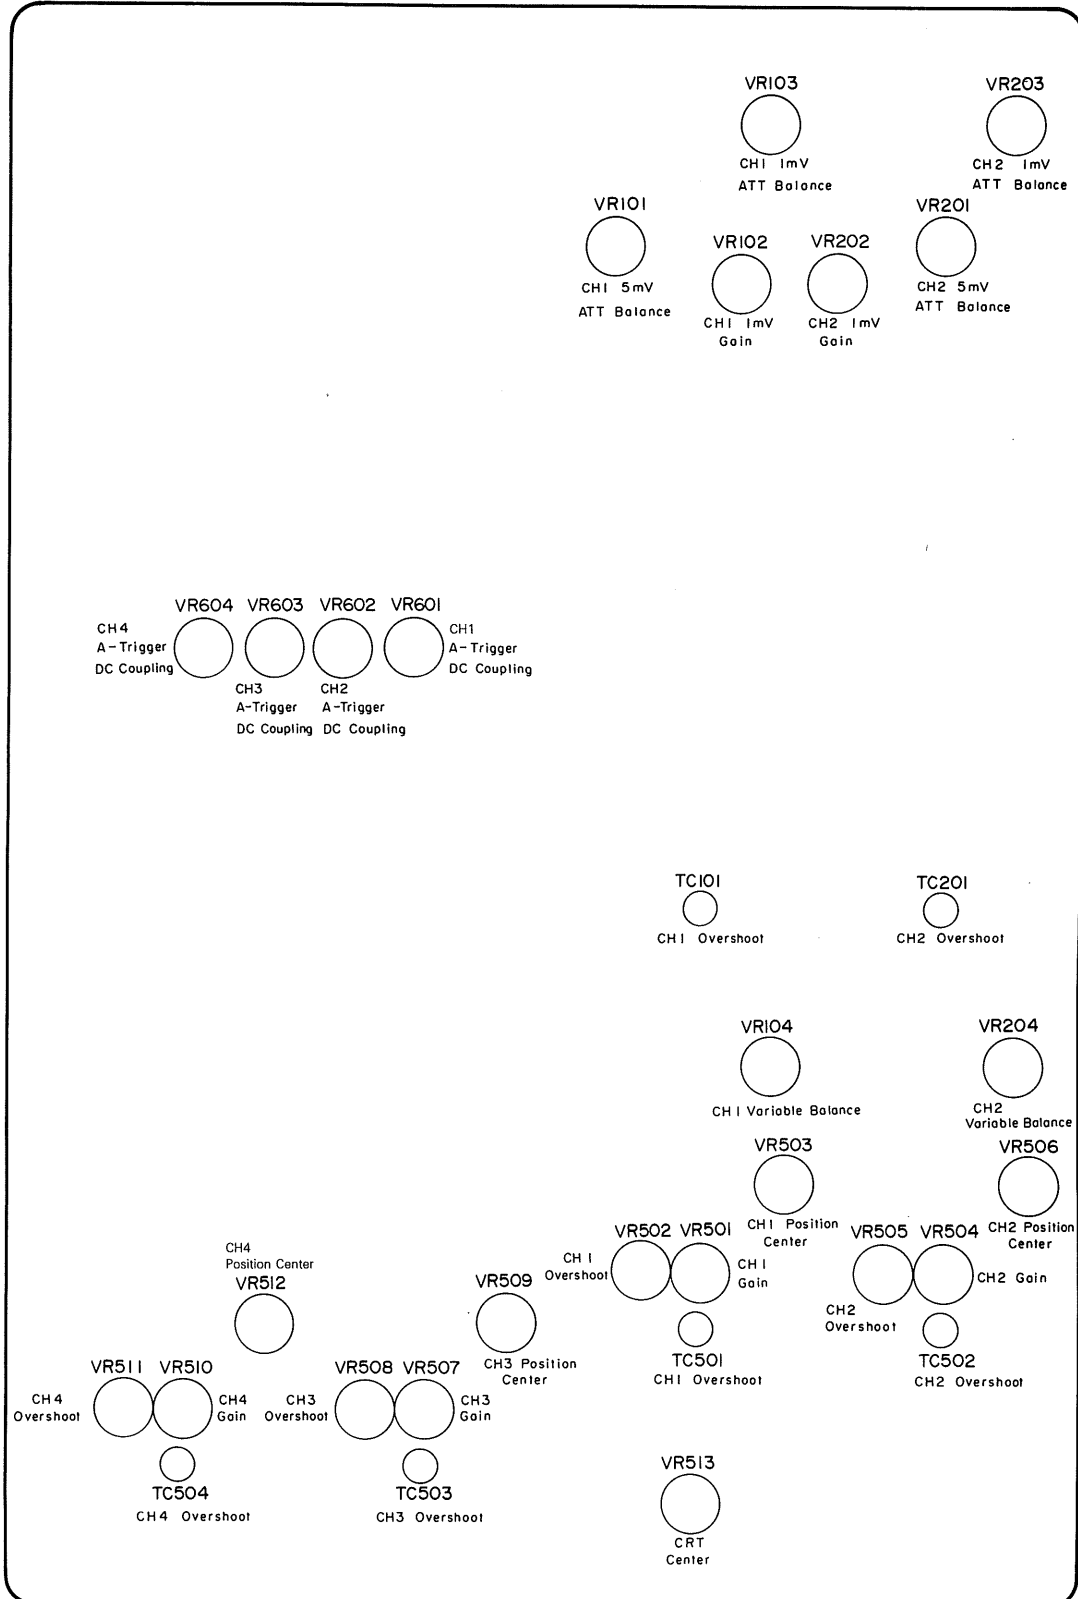 VR103
CH1 1mV
ATT Balance
VR203
CH2 1mV
ATT Balance
VR101
CH1 5mV
ATT Balance
VR102
CH1 1mV
Gain
VR202
CH2 1mV
Gain
VR201
CH2 5mV
ATT Balance
VR604
CH4
A-Trigger
DC Coupling
VR603
CH3
A-Trigger
DC Coupling
VR602
CH2
A-Trigger
DC Coupling
VR601
CH1
A-Trigger
DC Coupling
TC101
CH1 Overshoot
TC201
CH2 Overshoot
VR104
CH1 Variable Balance
VR204
CH2
Variable Balance
VR503
CH1 Position
Center
VR506
CH2 Position
Center
VR502
CH1
Overshoot
VR501
CH1
Gain
TC501
CH1 Overshoot
VR505
CH2
Overshoot
VR504
CH2 Gain
TC502
CH2 Overshoot
CH4
Position Center
VR512
VR509
CH3 Position
Center
VR511
CH4
Overshoot
VR510
CH4
Gain
TC504
CH4 Overshoot
VR508
CH3
Overshoot
VR507
CH3
Gain
TC503
CH3 Overshoot
VR513
CRT
Center